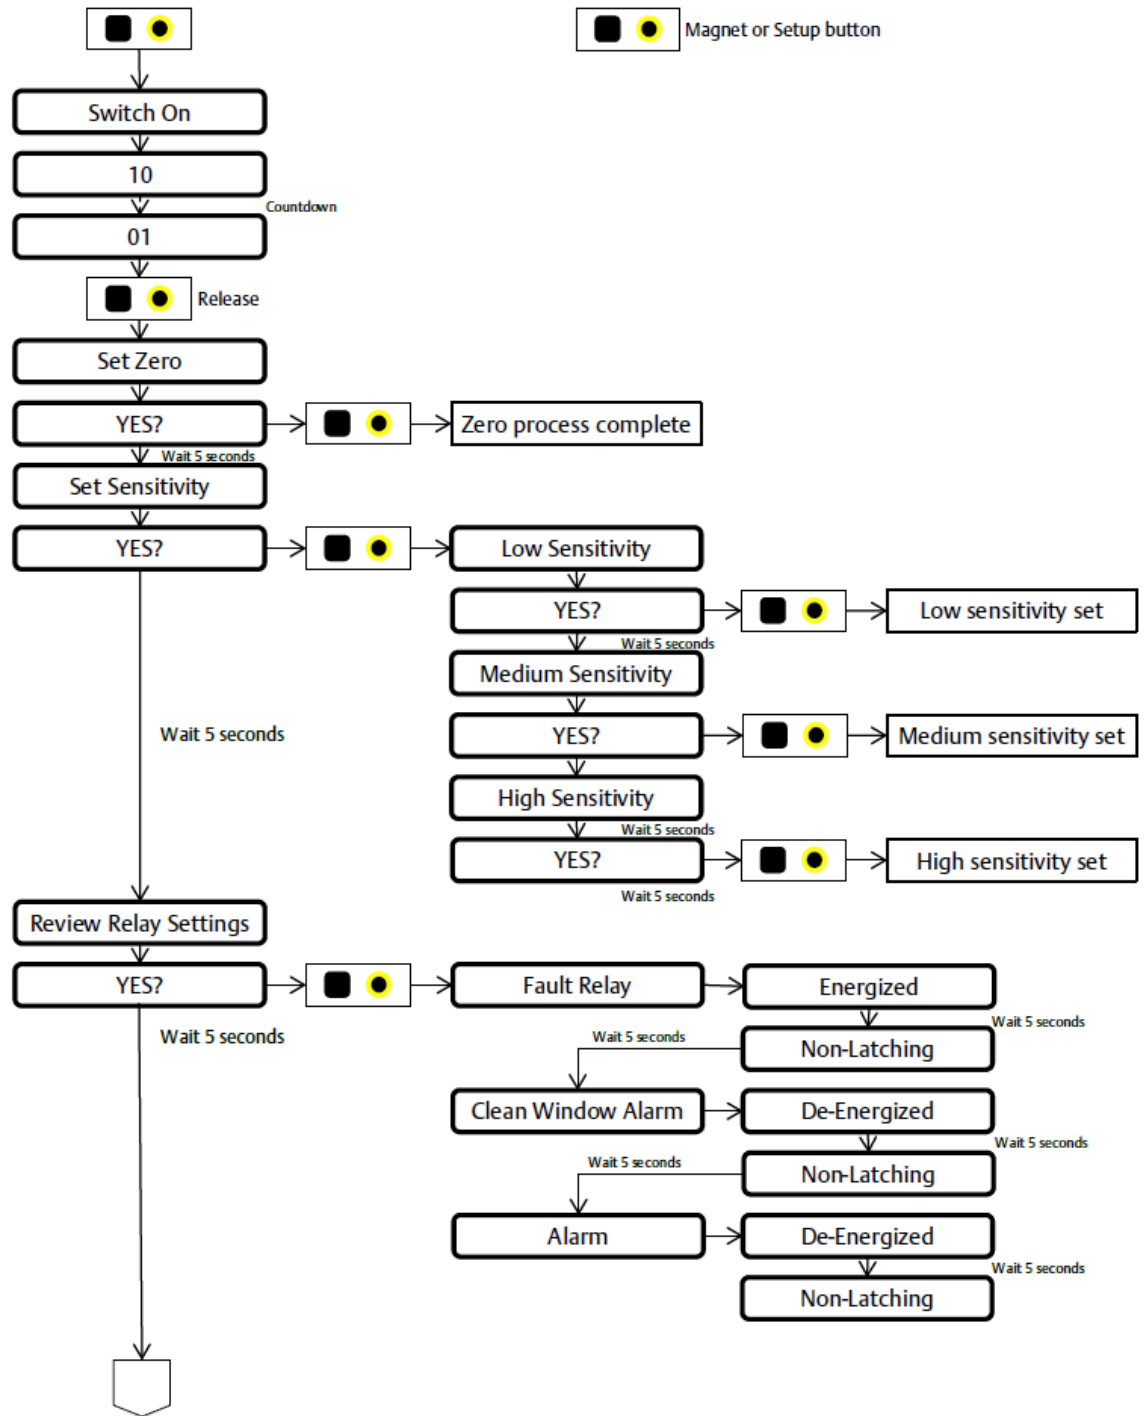 Magnet or Setup button
Switch On
10
Countdown
01
Release
Set Zero
YES?
Zero process complete
Wait 5 seconds
Set Sensitivity
YES?
Low Sensitivity
YES?
Low sensitivity set
Wait 5 seconds
Medium Sensitivity
Wait 5 seconds
YES?
Medium sensitivity set
High Sensitivity
Wait 5 seconds
YES?
High sensitivity set
Wait 5 seconds
Review Relay Settings
YES?
Fault Relay
Energized
Wait 5 seconds
Wait 5 seconds
Wait 5 seconds
Non-Latching
Clean Window Alarm
De-Energized
Wait 5 seconds
Wait 5 seconds
Non-Latching
Alarm
De-Energized
Wait 5 seconds
Non-Latching